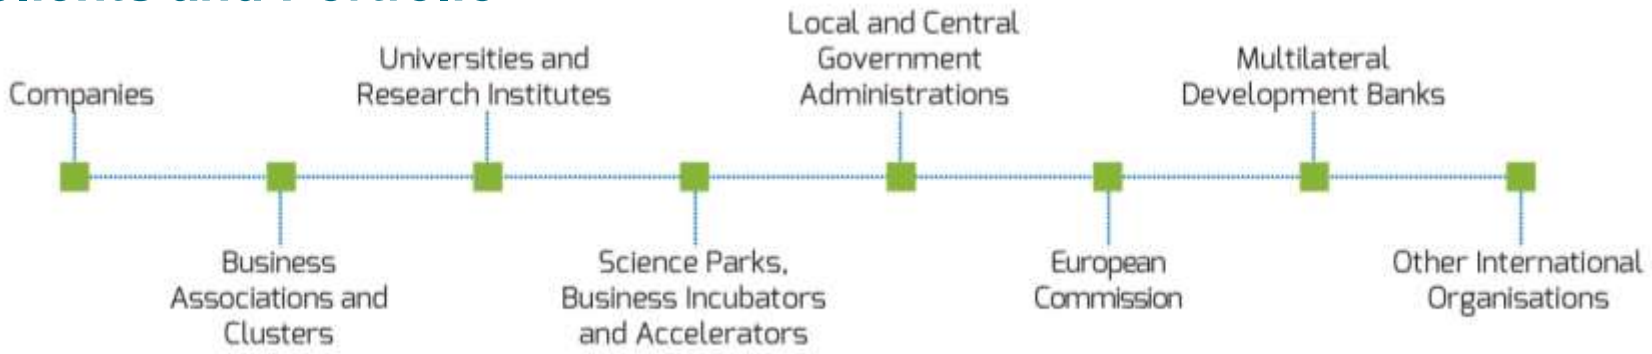 and
Companies
Universities and
Research Institutes
Local and Central
Government
Administrations
Multilateral
Development Banks
Business
Associations and
Clusters
Science Parks,
Business Incubators
and Accelerators
European
Commission
Other International
Organisations